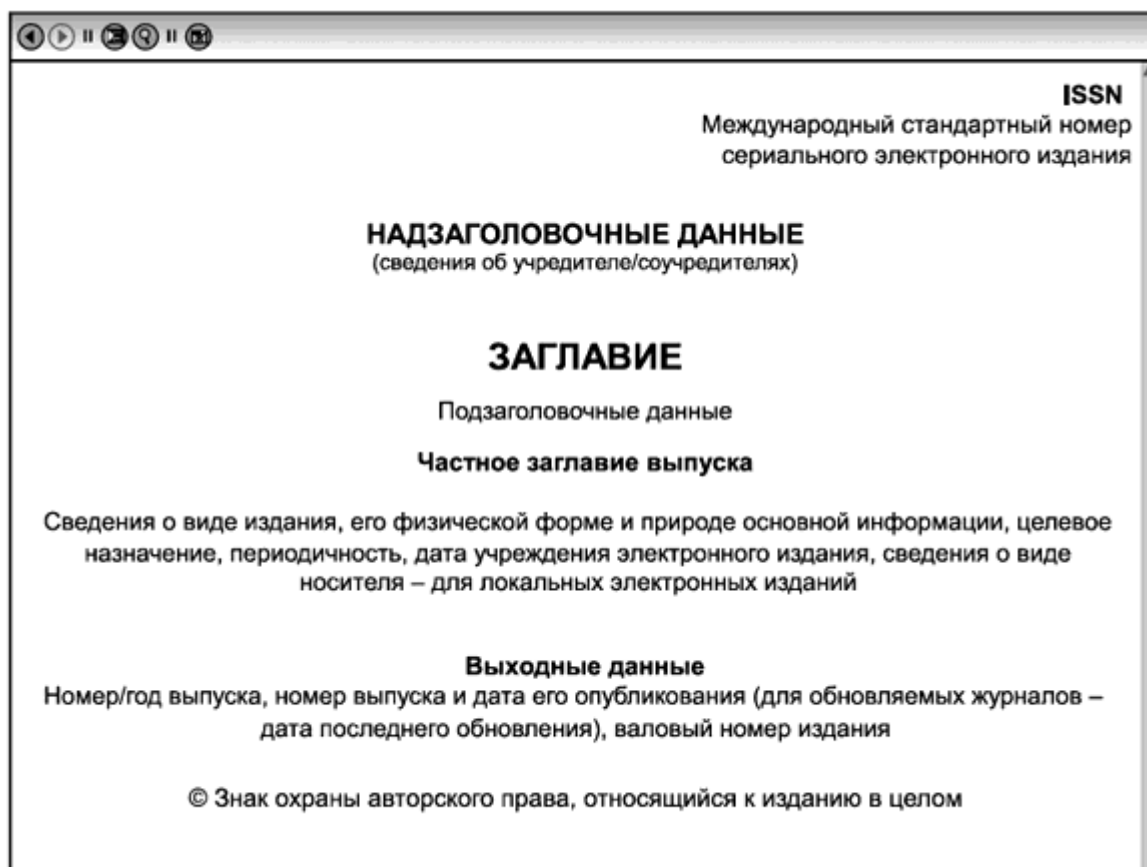 ISSN
Международный стандартный номер
сериального электронного издания
НАДЗАГОЛОВОЧНЫЕ ДАННЫЕ
(сведения об учредителе/соучредителях)
ЗАГЛАВИЕ
Подзаголовочные данные
Частное заглавие выпуска
Сведения о виде издания, его физической форме и природе основной информации, целевое
назначение, периодичность, дата учреждения электронного издания, сведения о виде
носителя – для локальных электронных изданий
Выходные данные
Номер/год выпуска, номер выпуска и дата его опубликования (для обновляемых журналов –
дата последнего обновления), валовый номер издания
© Знак охраны авторского права, относящийся к изданию в целом